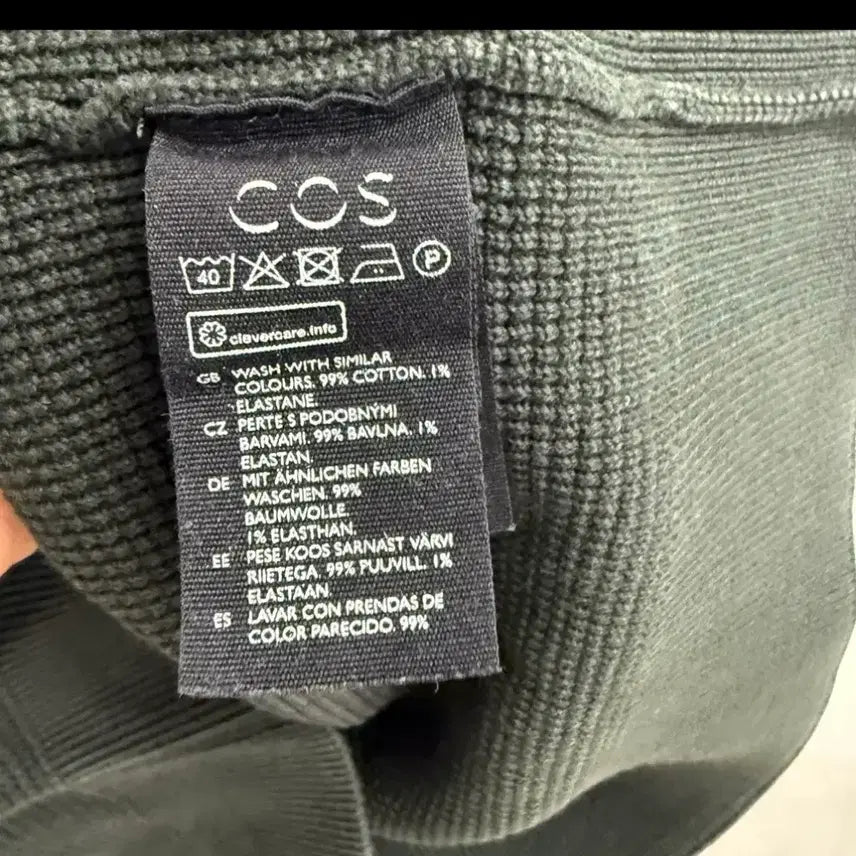 COS
40 P
clevercare.info
GB WASH WITH SIMILAR
COLOURS. 99% COTTON. 1%
ELASTANE.
CZ PERTE S PODOBNÝMI
BARVAMI. 99% BAVLNA. 1%
ELASTAN.
DE MIT ÄHNLICHEN FARBEN
WASCHEN. 99%
BAUMWOLLE.
1% ELASTHAN.
EE PESE KOOS SARNAST VÄRVI
RIIETEGA. 99% PUUVILL. 1%
ELASTAAN.
ES LAVAR CON PRENDAS DE
COLOR PARECIDO. 99%